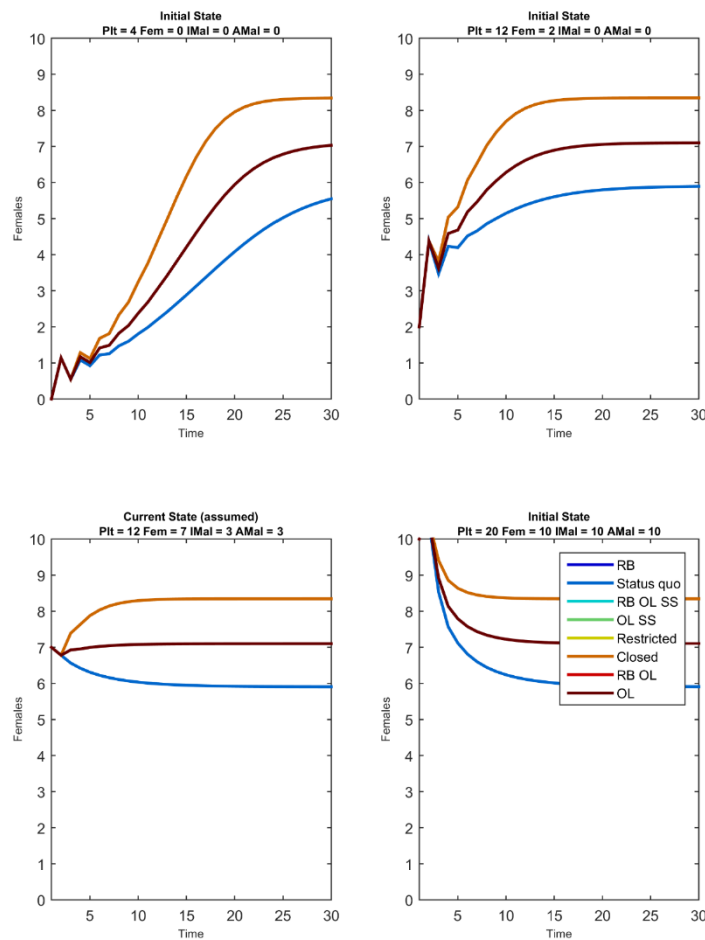 Initial State
Plt = 4 Fem = 0 IMal = 0 AMal = 0
10
9
8
7
6
5
4
3
2
1
0
Females
5 10 15 20 25 30
Time
Initial State
Plt = 12 Fem = 2 IMal = 0 AMal = 0
10
9
8
7
6
5
4
3
2
1
0
Females
5 10 15 20 25 30
Time
Current State (assumed)
Plt = 12 Fem = 7 IMal = 3 AMal = 3
10
9
8
7
6
5
4
3
2
1
0
Females
5 10 15 20 25 30
Time
Initial State
Plt = 20 Fem = 10 IMal = 10 AMal = 10
10
9
8
7
6
5
4
3
2
1
0
Females
5 10 15 20 25 30
Time
RB
Status quo
RB OL SS
OL SS
Restricted
Closed
RB OL
OL